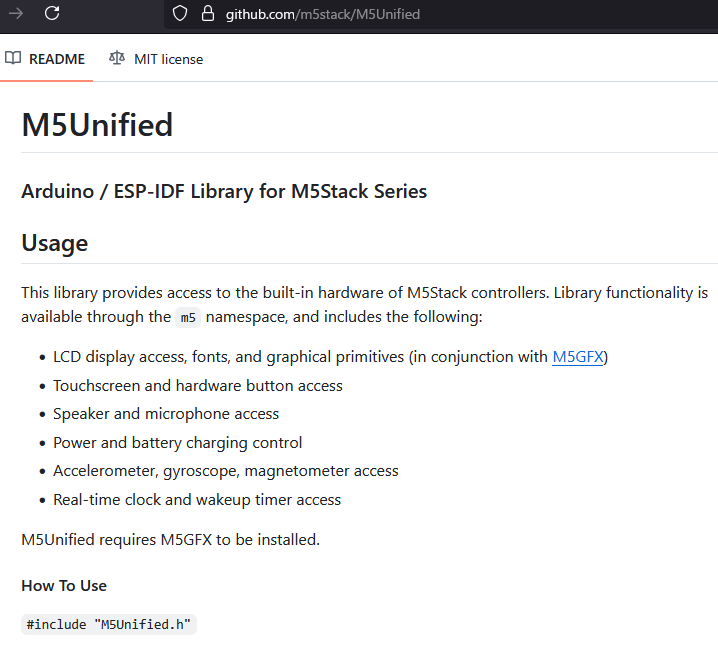 github.com/m5stack/M5Unified
README MIT license
M5Unified
Arduino / ESP-IDF Library for M5Stack Series
Usage
This library provides access to the built-in hardware of M5Stack controllers. Library functionality is
available through the m5 namespace, and includes the following:
• LCD display access, fonts, and graphical primitives (in conjunction with M5GFX)
• Touchscreen and hardware button access
• Speaker and microphone access
• Power and battery charging control
• Accelerometer, gyroscope, magnetometer access
• Real-time clock and wakeup timer access
M5Unified requires M5GFX to be installed.
How To Use
#include "M5Unified.h"